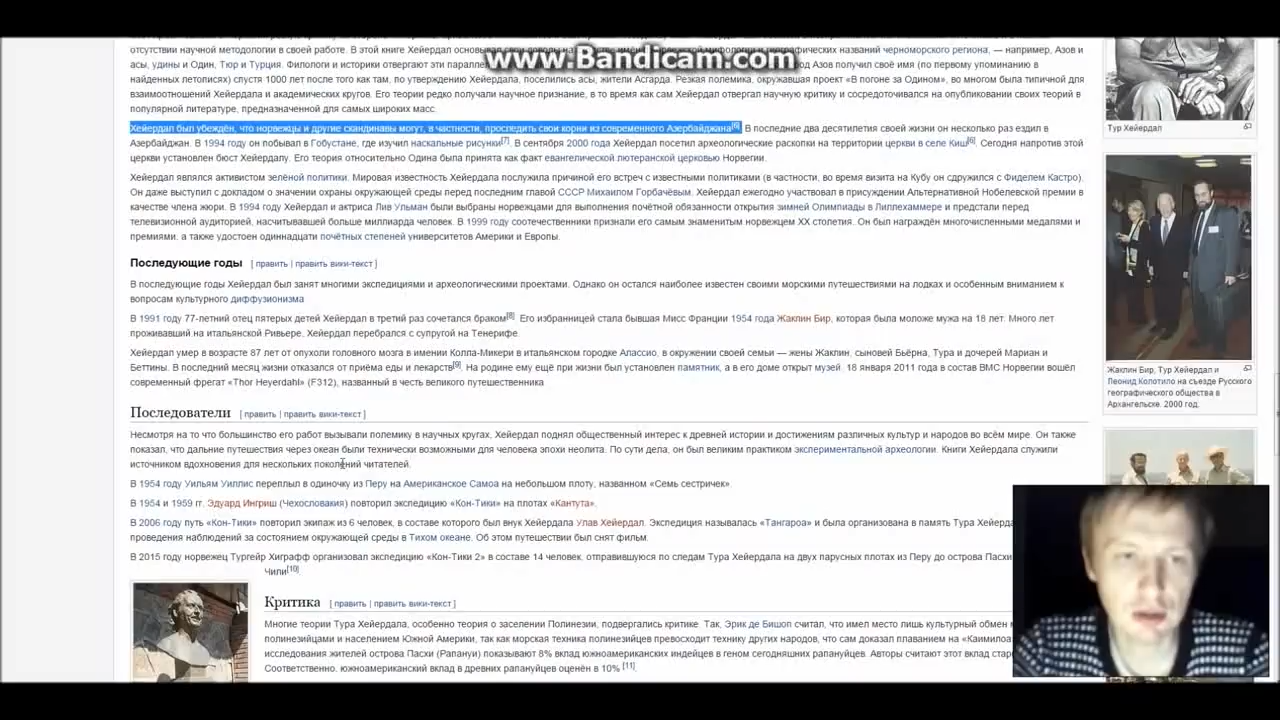 www.Bandicam.com
отсутствии научной методологии в своей работе. В этой книге Хейердал основывал свои доводы на
черноморского региона, — например, Азов и
асы, удины и Один, Тюр и Турция. Филологи и историки отвергают эти
Азов получил своё имя (по первому упоминанию в
найденных летописях) спустя 1000 лет после того как там, по утверждению Хейердала, поселились асы, жители Асгарда. Резкая полемика, окружавшая проект «В погоне за Одином», во многом была типичной для
взаимоотношений Хейердала и академических кругов. Его теории редко получали научное признание, в то время как сам Хейердал отвергал научную критику и сосредоточивался на опубликовании своих теорий в
популярной литературе, предназначенной для самых широких масс.
Хейердал был убеждён, что норвежцы и другие скандинавы могут, в частности, проследить свои корни из современного Азербайджана[6]. В последние два десятилетия своей жизни он несколько раз ездил в
Азербайджан. В 1994 году он побывал в Гобустане, где изучил наскальные рисунки[7]. В сентября 2000 года Хейердал посетил археологические раскопки на территории церкви в селе Киш[6]. Сегодня напротив этой
церкви установлен бюст Хейердалу. Его теория относительно Одина была принята как факт евангелической лютеранской церковью Норвегии.
Хейердал являлся активистом зелёной политики. Мировая известность Хейердала послужила причиной его встреч с известными политиками (в частности, во время визита на Кубу он сдружился с Фиделем Кастро).
Он даже выступил с докладом о значении охраны окружающей среды перед последним главой СССР Михаилом Горбачёвым. Хейердал ежегодно участвовал в присуждении Альтернативной Нобелевской премии в
качестве члена жюри. В 1994 году Хейердал и актриса Лив Ульман были выбраны норвежцами для выполнения почётной обязанности открытия зимней Олимпиады в Лиллехаммере и предстали перед
телевизионной аудиторией, насчитывавшей больше миллиарда человек. В 1999 году соотечественники признали его самым знаменитым норвежцем XX столетия. Он был награждён многочисленными медалями и
премиями, а также удостоен одиннадцати почётных степеней университетов Америки и Европы.
Последующие годы [ править | править вики-текст ]
В последующие годы Хейердал был занят многими экспедициями и археологическими проектами. Однако он остался наиболее известен своими морскими путешествиями на лодках и особенным вниманием к
вопросам культурного диффузионизма
В 1991 году 77-летний отец пятерых детей Хейердал в третий раз сочетался браком[8]. Его избранницей стала бывшая Мисс Франции 1954 года Жаклин Бир, которая была моложе мужа на 18 лет. Много лет
проживавший на итальянской Ривьере, Хейердал перебрался с супругой на Тенерифе.
Хейердал умер в возрасте 87 лет от опухоли головного мозга в имении Колла-Микери в итальянском городке Алассио, в окружении своей семьи — жены Жаклин, сыновей Бьёрна, Тура и дочерей Мариан и
Беттины. В последний месяц жизни отказался от приёма еды и лекарств[9]. На родине ему ещё при жизни был установлен памятник, а в его доме открыт музей. 18 января 2011 года в состав ВМС Норвегии вошёл
современный фрегат «Thor Heyerdahl» (F312), названный в честь великого путешественника
Последователи [ править | править вики-текст ]
Несмотря на то что большинство его работ вызывали полемику в научных кругах, Хейердал поднял общественный интерес к древней истории и достижениям различных культур и народов во всём мире. Он также
показал, что дальние путешествия через океан были технически возможными для человека эпохи неолита. По сути дела, он был великим практиком экспериментальной археологии. Книги Хейердала служили
источником вдохновения для нескольких поколений читателей.
В 1954 году Уильям Уиллис переплыл в одиночку из Перу на Американское Самоа на небольшом плоту, названном «Семь сестричек».
В 1954 и 1959 гг. Эдуард Ингриш (Чехословакия) повторил экспедицию «Кон-Тики» на плотах «Кантута».
В 2006 году путь «Кон-Тики» повторил экипаж из 6 человек, в составе которого был внук Хейердала Улав Хейердал. Экспедиция называлась «Тангароа» и была организована в память Тура Хейерда
проведения наблюдений за состоянием окружающей среды в Тихом океане. Об этом путешествии был снят фильм.
В 2015 году норвежец Тургейр Хиграфф организовал экспедицию «Кон-Тики 2» в составе 14 человек, отправившуюся по следам Тура Хейердала на двух парусных плотах из Перу до острова Пасхи
Чили[10]
Критика [ править | править вики-текст ]
Многие теории Тура Хейердала, особенно теория о заселении Полинезии, подвергались критике. Так, Эрик де Бишоп считал, что имел место лишь культурный обмен м
полинезийцами и населением Южной Америки, так как морская техника полинезийцев превосходит технику других народов, что сам доказал плаванием на «Каимилоа
исследования жителей острова Пасхи (Рапануи) показывают 8% вклад южноамериканских индейцев в геном сегодняшних рапануйцев. Авторы считают этот вклад стар
Соответственно, южноамериканский вклад в древних рапануйцев оценён в 10% [11].
Тур Хейердал
Жаклин Бир, Тур Хейердал и
Леонид Колотило на съезде Русского
географического общества в
Архангельске. 2000 год.